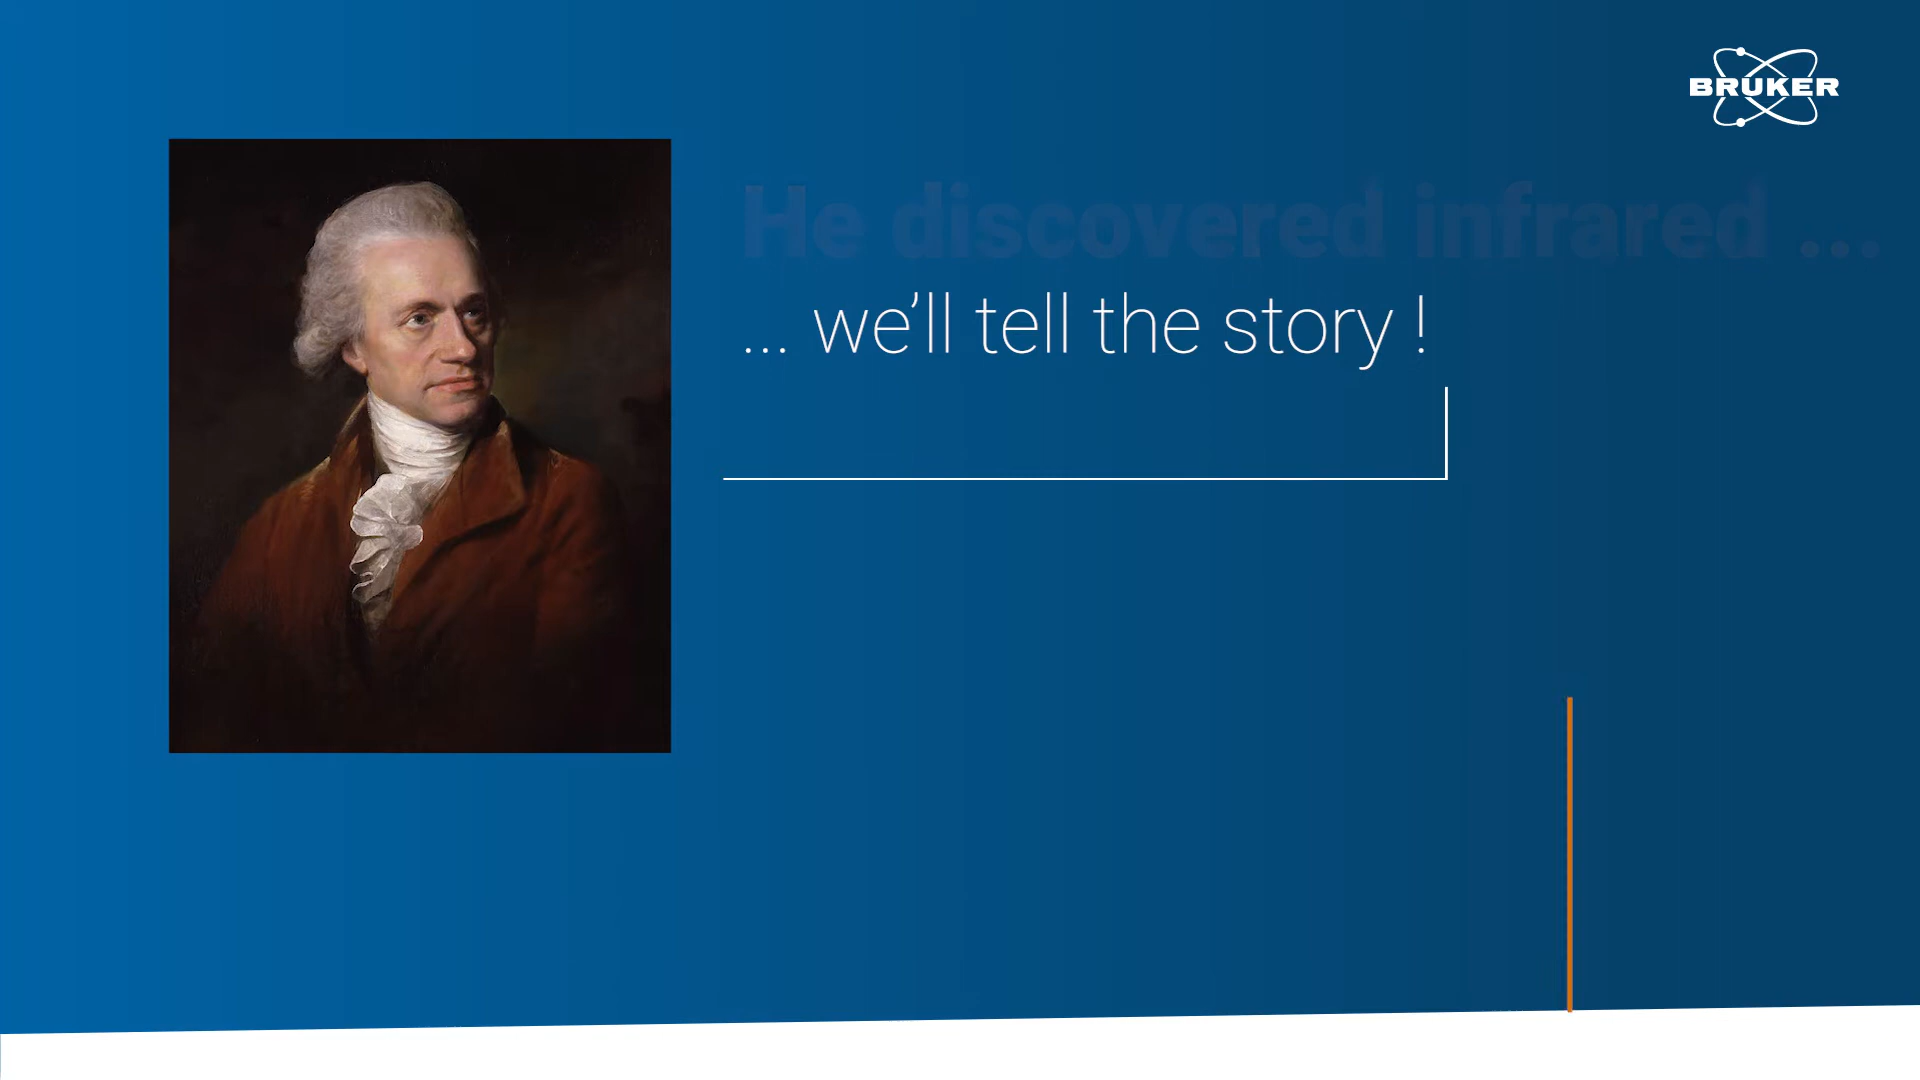 BRUKER
He discovered infrared ...
... we’ll tell the story !